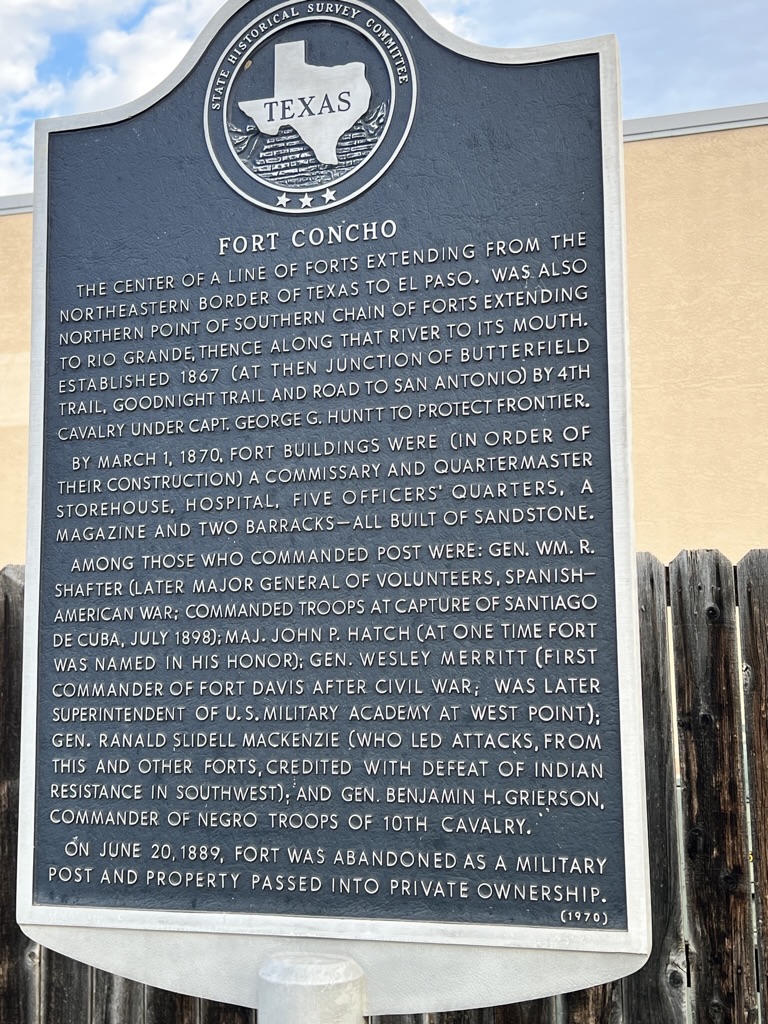 STATE HISTORICAL SURVEY COMMITTEE
TEXAS
FORT CONCHO
THE CENTER OF A LINE OF FORTS EXTENDING FROM THE
NORTHEASTERN BORDER OF TEXAS TO EL PASO. WAS ALSO
NORTHERN POINT OF SOUTHERN CHAIN OF FORTS EXTENDING
TO RIO GRANDE, THENCE ALONG THAT RIVER TO ITS MOUTH.
ESTABLISHED 1867 (AT THEN JUNCTION OF BUTTERFIELD
TRAIL, GOODNIGHT TRAIL AND ROAD TO SAN ANTONIO) BY 4TH
CAVALRY UNDER CAPT. GEORGE G. HUNTT TO PROTECT FRONTIER.
BY MARCH 1, 1870, FORT BUILDINGS WERE (IN ORDER OF
THEIR CONSTRUCTION) A COMMISSARY AND QUARTERMASTER
STOREHOUSE, HOSPITAL, FIVE OFFICERS' QUARTERS, A
MAGAZINE AND TWO BARRACKS—ALL BUILT OF SANDSTONE.
AMONG THOSE WHO COMMANDED POST WERE: GEN. WM. R.
SHAFTER (LATER MAJOR GENERAL OF VOLUNTEERS, SPANISH—
AMERICAN WAR; COMMANDED TROOPS AT CAPTURE OF SANTIAGO
DE CUBA, JULY 1898); MAJ. JOHN P. HATCH (AT ONE TIME FORT
WAS NAMED IN HIS HONOR); GEN. WESLEY MERRITT (FIRST
COMMANDER OF FORT DAVIS AFTER CIVIL WAR; WAS LATER
SUPERINTENDENT OF U.S. MILITARY ACADEMY AT WEST POINT);
GEN. RANALD SLIDELL MACKENZIE (WHO LED ATTACKS, FROM
THIS AND OTHER FORTS, CREDITED WITH DEFEAT OF INDIAN
RESISTANCE IN SOUTHWEST); AND GEN. BENJAMIN H. GRIERSON,
COMMANDER OF NEGRO TROOPS OF 10TH CAVALRY.
ON JUNE 20, 1889, FORT WAS ABANDONED AS A MILITARY
POST AND PROPERTY PASSED INTO PRIVATE OWNERSHIP.
(1970)